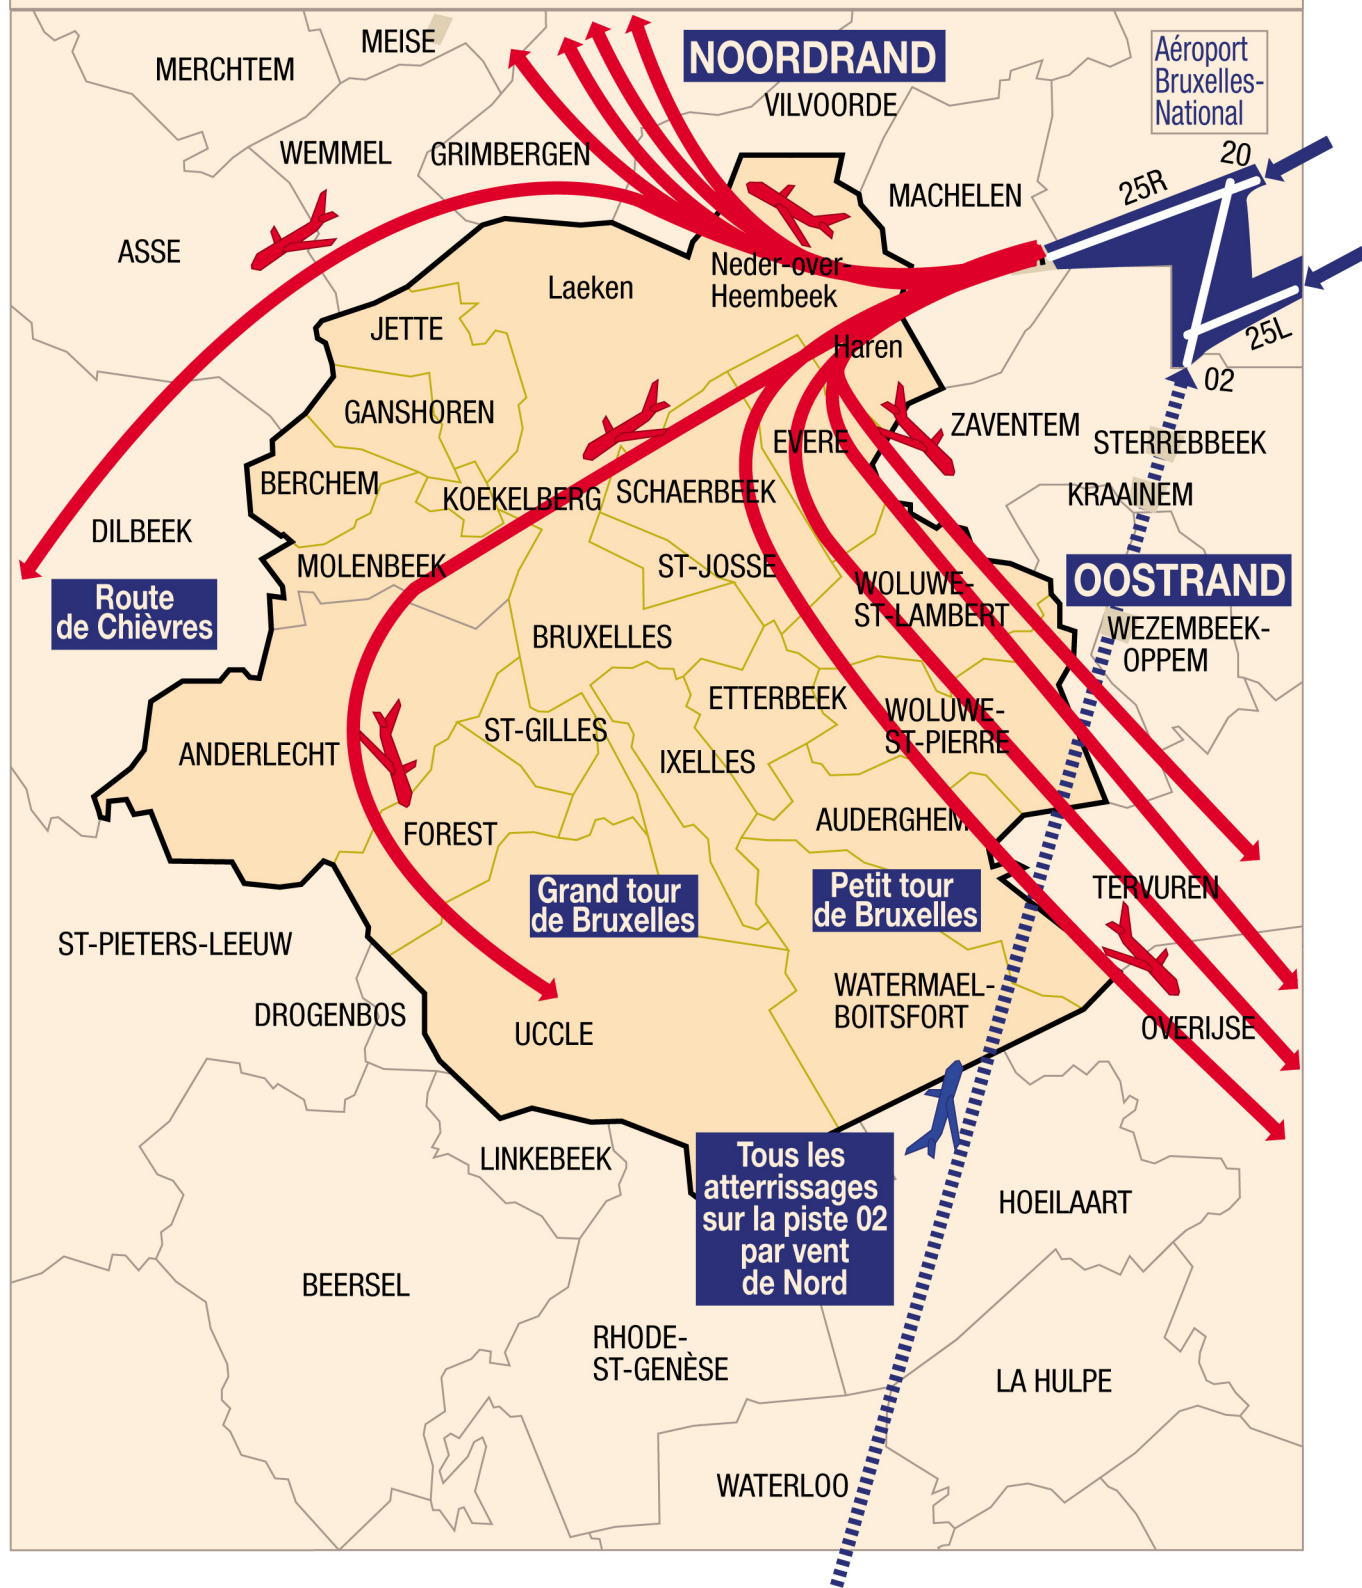 MEISE
NOORDRAND
Aéroport
Bruxelles-
National
MERCHTEM
VILVOORDE
WEMMEL
GRIMBERGEN
20
25R
MACHELEN
ASSE
Neder-over-
Heembeek
Laeken
JETTE
Haren
25L
02
GANSHOREN
ZAVENTEM
EVERE
STERREBBEEK
BERCHEM
KOEKELBERG
SCHAERBEEK
KRAAINEM
DILBEEK
MOLENBEEK
ST-JOSSE
OOSTRAND
WOLUWE-
ST-LAMBERT
Route
de Chièvres
BRUXELLES
WEZEMBEEK-
OPPEM
ETTERBEEK
WOLUWE-
ST-PIERRE
ST-GILLES
ANDERLECHT
IXELLES
FOREST
AUDERGHEM
Grand tour
de Bruxelles
Petit tour
de Bruxelles
TERVUREN
ST-PIETERS-LEEUW
WATERMAEL-
BOITSFORT
DROGENBOS
UCCLE
OVERIJSE
LINKEBEEK
Tous les
atterrissages
sur la piste 02
par vent
de Nord
HOEILAART
BEERSEL
RHODE-
ST-GENÈSE
LA HULPE
WATERLOO